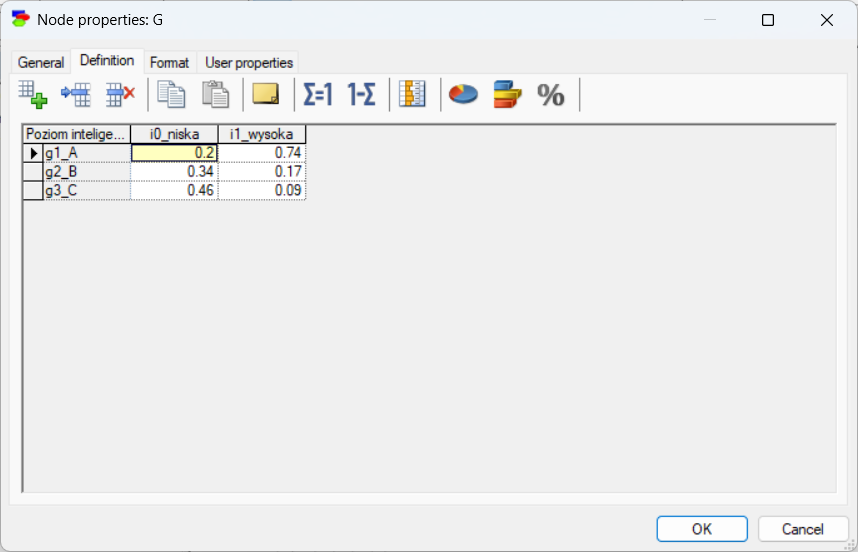 Node properties: G
General Definition Format User properties
Σ=1 1-Σ %
Poziom intelige... i0_niska i1_wysoka
g1_A 0.2 0.74
g2_B 0.34 0.17
g3_C 0.46 0.09
OK Cancel